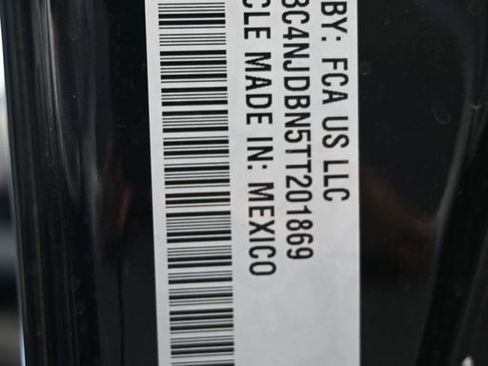 BY: FCA US LLC
3C4NJDBN5TT201869
CLE MADE IN: MEXICO